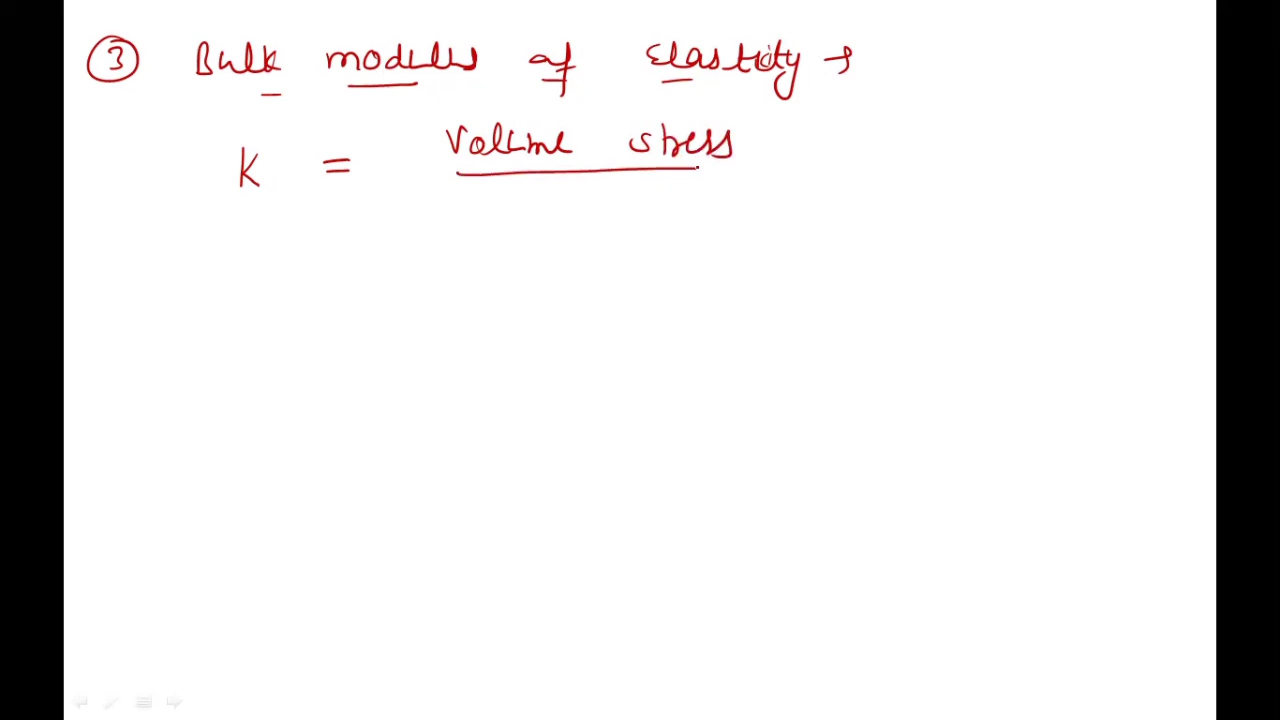 ③ Bulk modulus of Elasticity →
K = Volume stress